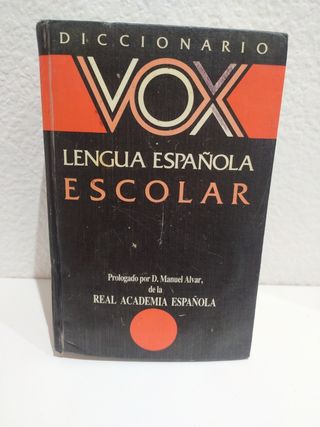 DICCIONARIO
VOX
LENGUA ESPAÑOLA
ESCOLAR
Prologado por D. Manuel Alvar,
de la
REAL ACADEMIA ESPAÑOLA